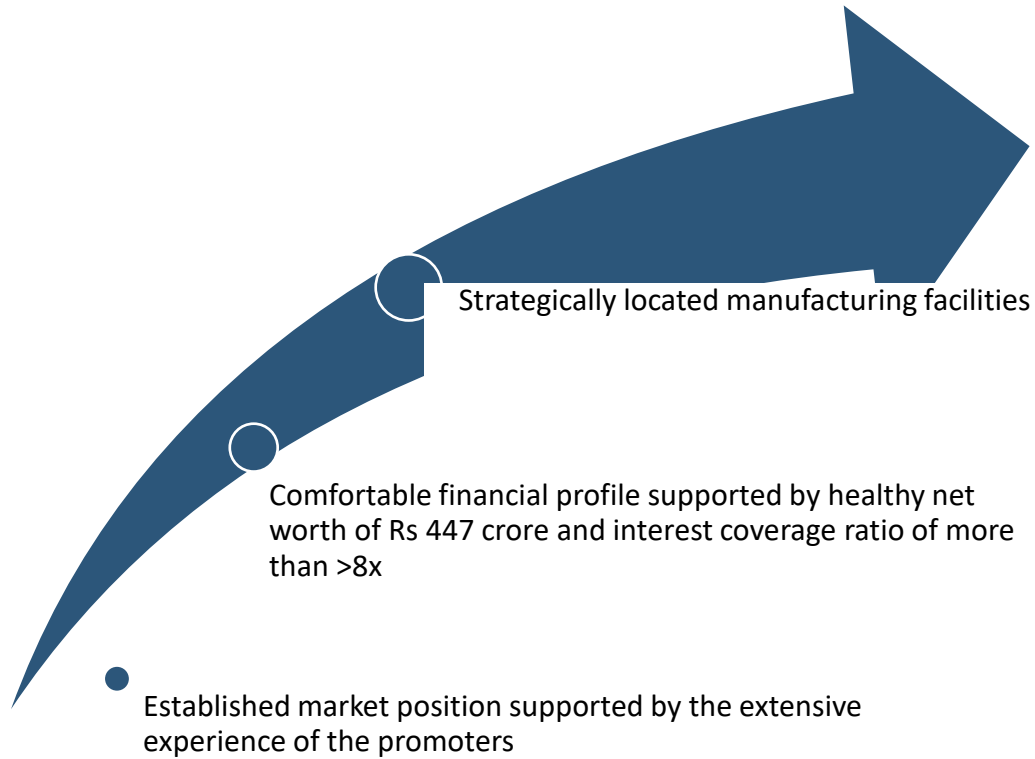 Strategically located manufacturing facilities
Comfortable financial profile supported by healthy net
worth of Rs 447 crore and interest coverage ratio of more
than >8x
Established market position supported by the extensive
experience of the promoters